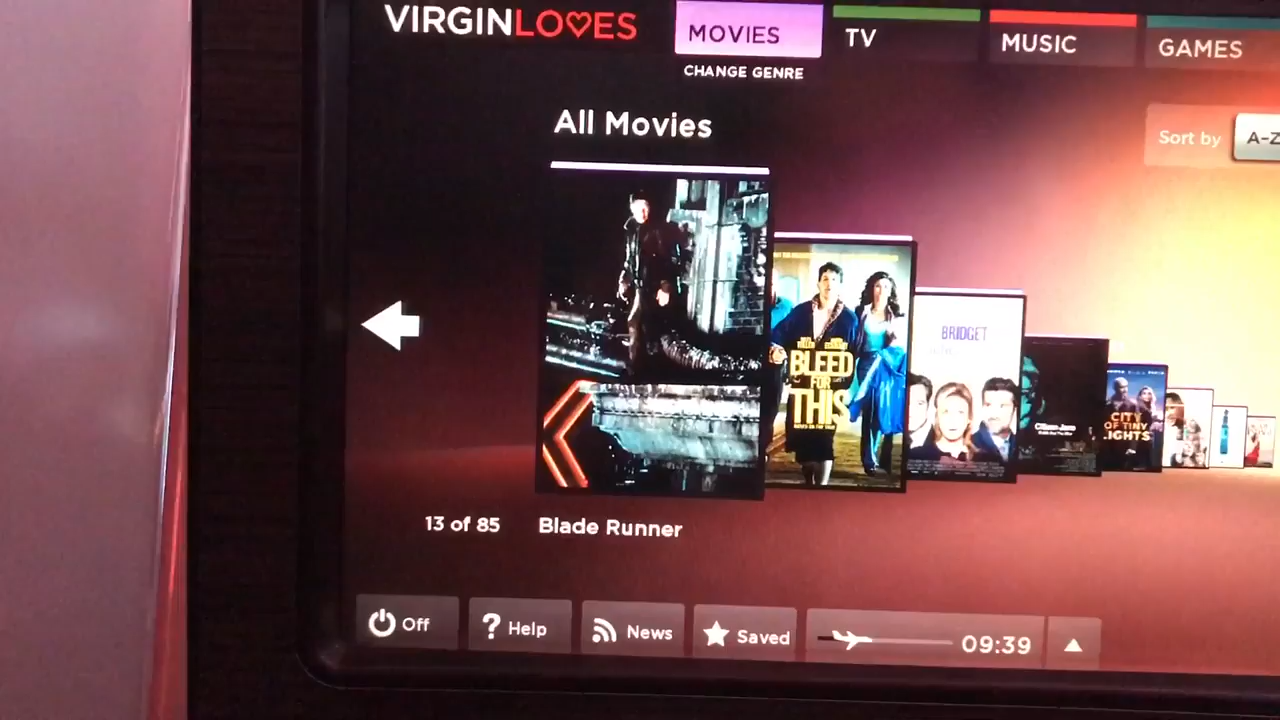 VIRGINLOVES
MOVIES
TV
MUSIC
GAMES
CHANGE GENRE
All Movies
Sort by
A-Z
BLEED
FOR
THIS
BRIDGET
CITY
OF TINY
LIGHTS
13 of 85
Blade Runner
Off
? Help
News
Saved
09:39